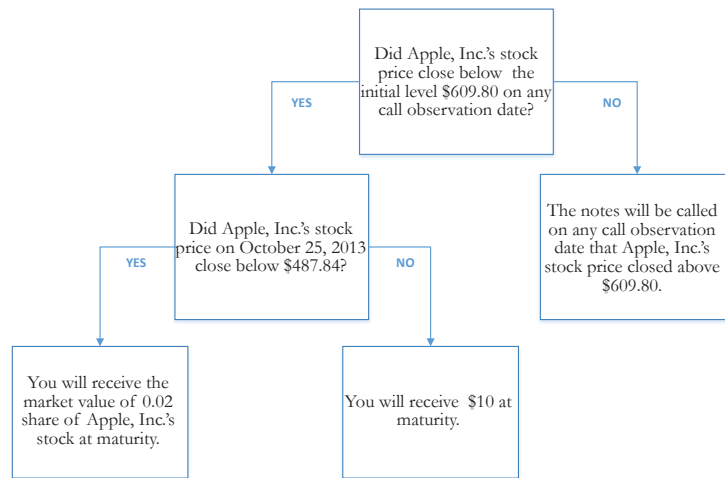 Did Apple, Inc.'s stock
price close below the
initial level $609.80 on any
call observation date?
YES
NO
Did Apple, Inc.'s stock
price on October 25, 2013
close below $487.84?
The notes will be called
on any call observation
date that Apple, Inc.'s
stock price closed above
$609.80.
YES
NO
You will receive the
market value of 0.02
share of Apple, Inc.'s
stock at maturity.
You will receive $10 at
maturity.